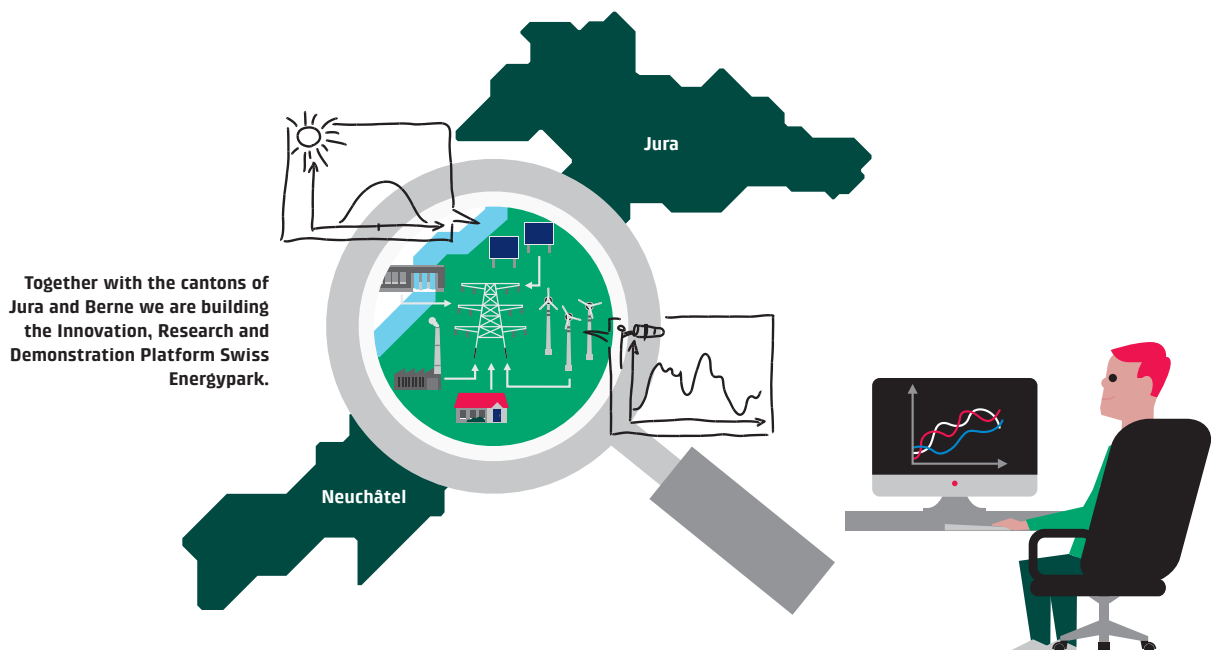 Jura
Together with the cantons of
Jura and Berne we are building
the Innovation, Research and
Demonstration Platform Swiss
Energypark.
Neuchâtel